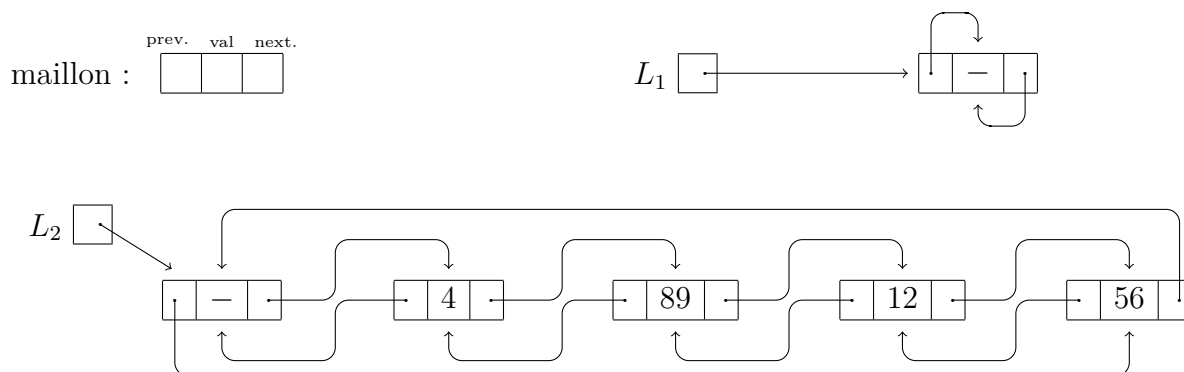 prev. val next.
maillon :
L1
–
L2
– 4 89 12 56